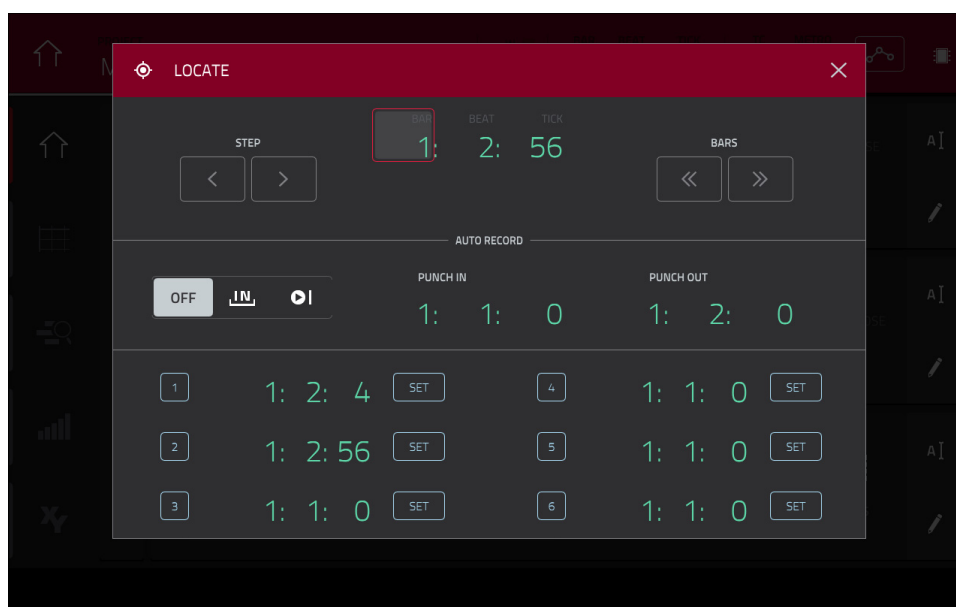 LOCATE
BAR BEAT TICK
STEP 1: 2: 56 BARS
AUTO RECORD
PUNCH IN PUNCH OUT
OFF IN 1: 1: 0 1: 2: 0
1 1: 2: 4 SET 4 1: 1: 0 SET
2 1: 2: 56 SET 5 1: 1: 0 SET
3 1: 1: 0 SET 6 1: 1: 0 SET